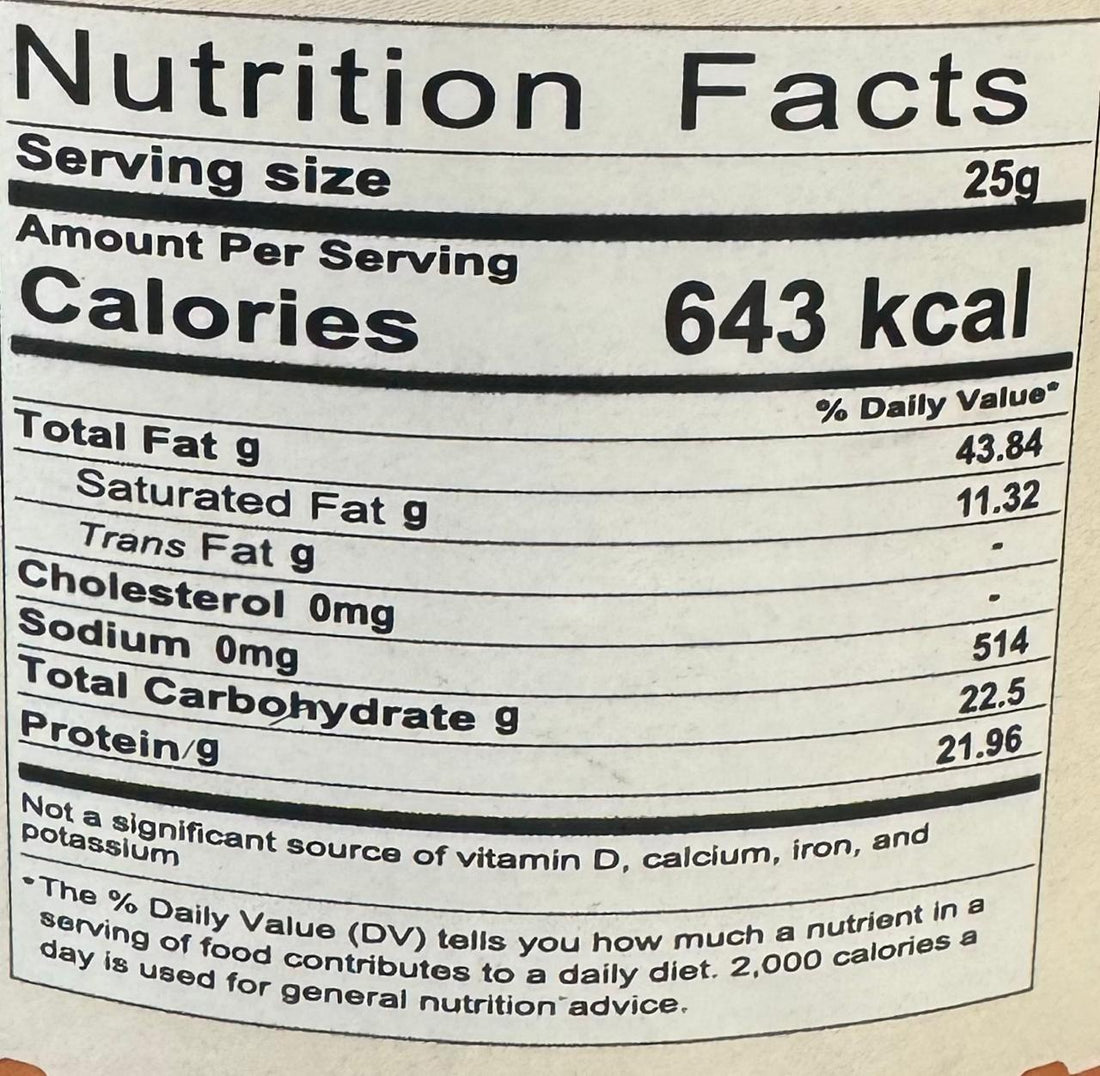 Nutrition Facts
Serving size 25g
Amount Per Serving
Calories 643 kcal
% Daily Value*
Total Fat g 43.84
Saturated Fat g 11.32
Trans Fat g -
Cholesterol 0mg -
Sodium 0mg 514
Total Carbohydrate g 22.5
Protein/g 21.96
Not a significant source of vitamin D, calcium, iron, and
potassium
*The % Daily Value (DV) tells you how much a nutrient in a
serving of food contributes to a daily diet. 2,000 calories a
day is used for general nutrition advice.